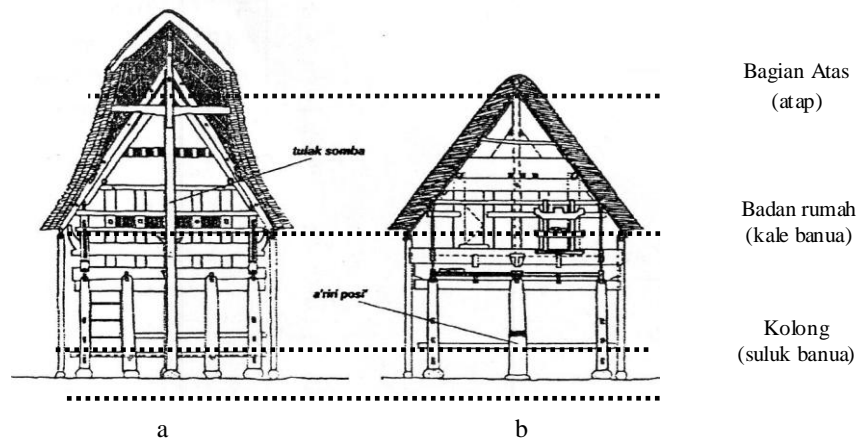 Bagian Atas
(atap)
tulak somba
Badan rumah
(kale banua)
a'riri posi'
Kolong
(suluk banua)
a
b